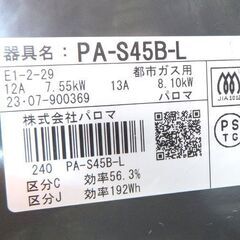 器具名： PA-S45B-L
E1-2-29 都市ガス用
12A 7.55kW 13A 8.10kW
23·07-900369 パロマ
JIA
株式会社パロマ
240 PA-S45B-L
区分C 効率56.3%
区分J 効率192Wh
PS
TG